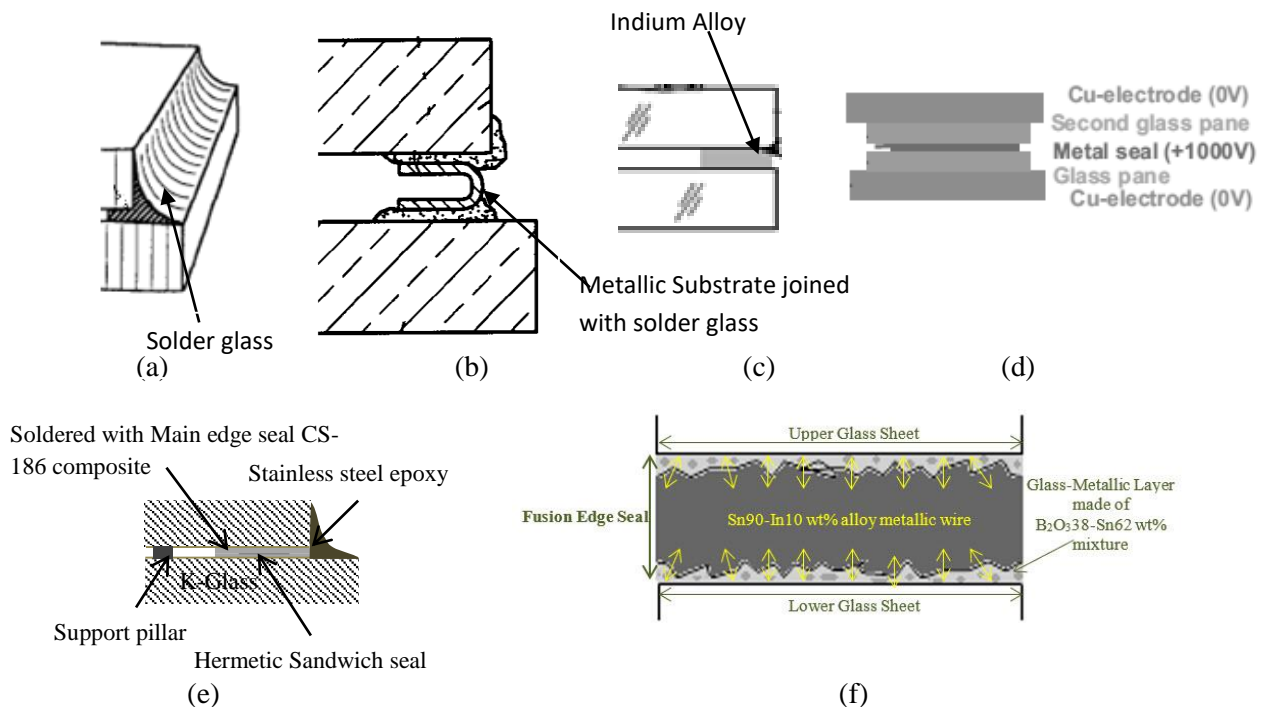 Indium Alloy
Cu-electrode (0V)
Second glass pane
Metal seal (+1000V)
Glass pane
Cu-electrode (0V)
Metallic Substrate joined
with solder glass
Solder glass
(a)
(b)
(c)
(d)
Soldered with Main edge seal CS-
186 composite
Stainless steel epoxy
K-Glass
Support pillar
Hermetic Sandwich seal
(e)
Upper Glass Sheet
Fusion Edge Seal
Sn90-In10 wt% alloy metallic wire
Glass-Metallic Layer
made of
B₂O₃38-Sn62 wt%
mixture
Lower Glass Sheet
(f)